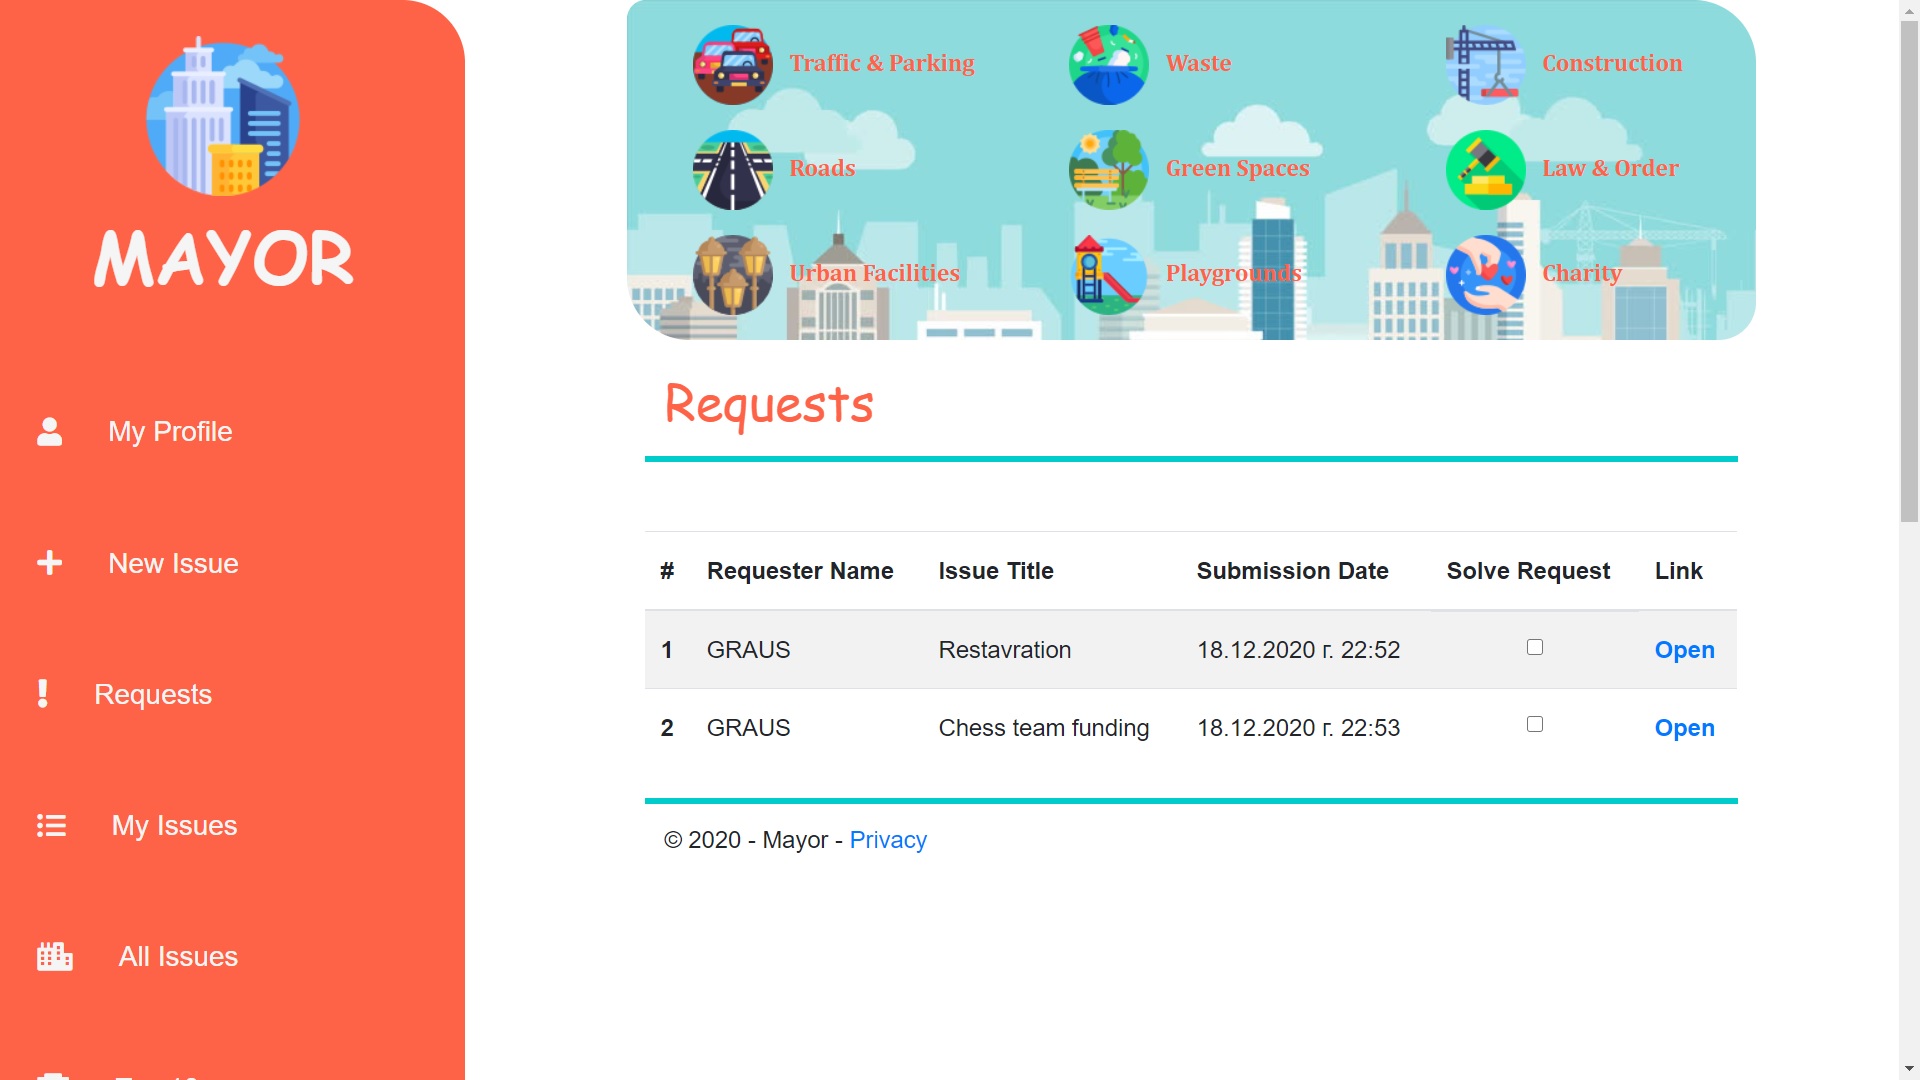 MAYOR
My Profile
New Issue
Requests
My Issues
All Issues
Traffic & Parking
Waste
Construction
Roads
Green Spaces
Law & Order
Urban Facilities
Playgrounds
Charity
Requests
# Requester Name Issue Title Submission Date Solve Request Link
1 GRAUS Restavration 18.12.2020 г. 22:52 Open
2 GRAUS Chess team funding 18.12.2020 г. 22:53 Open
© 2020 - Mayor - Privacy